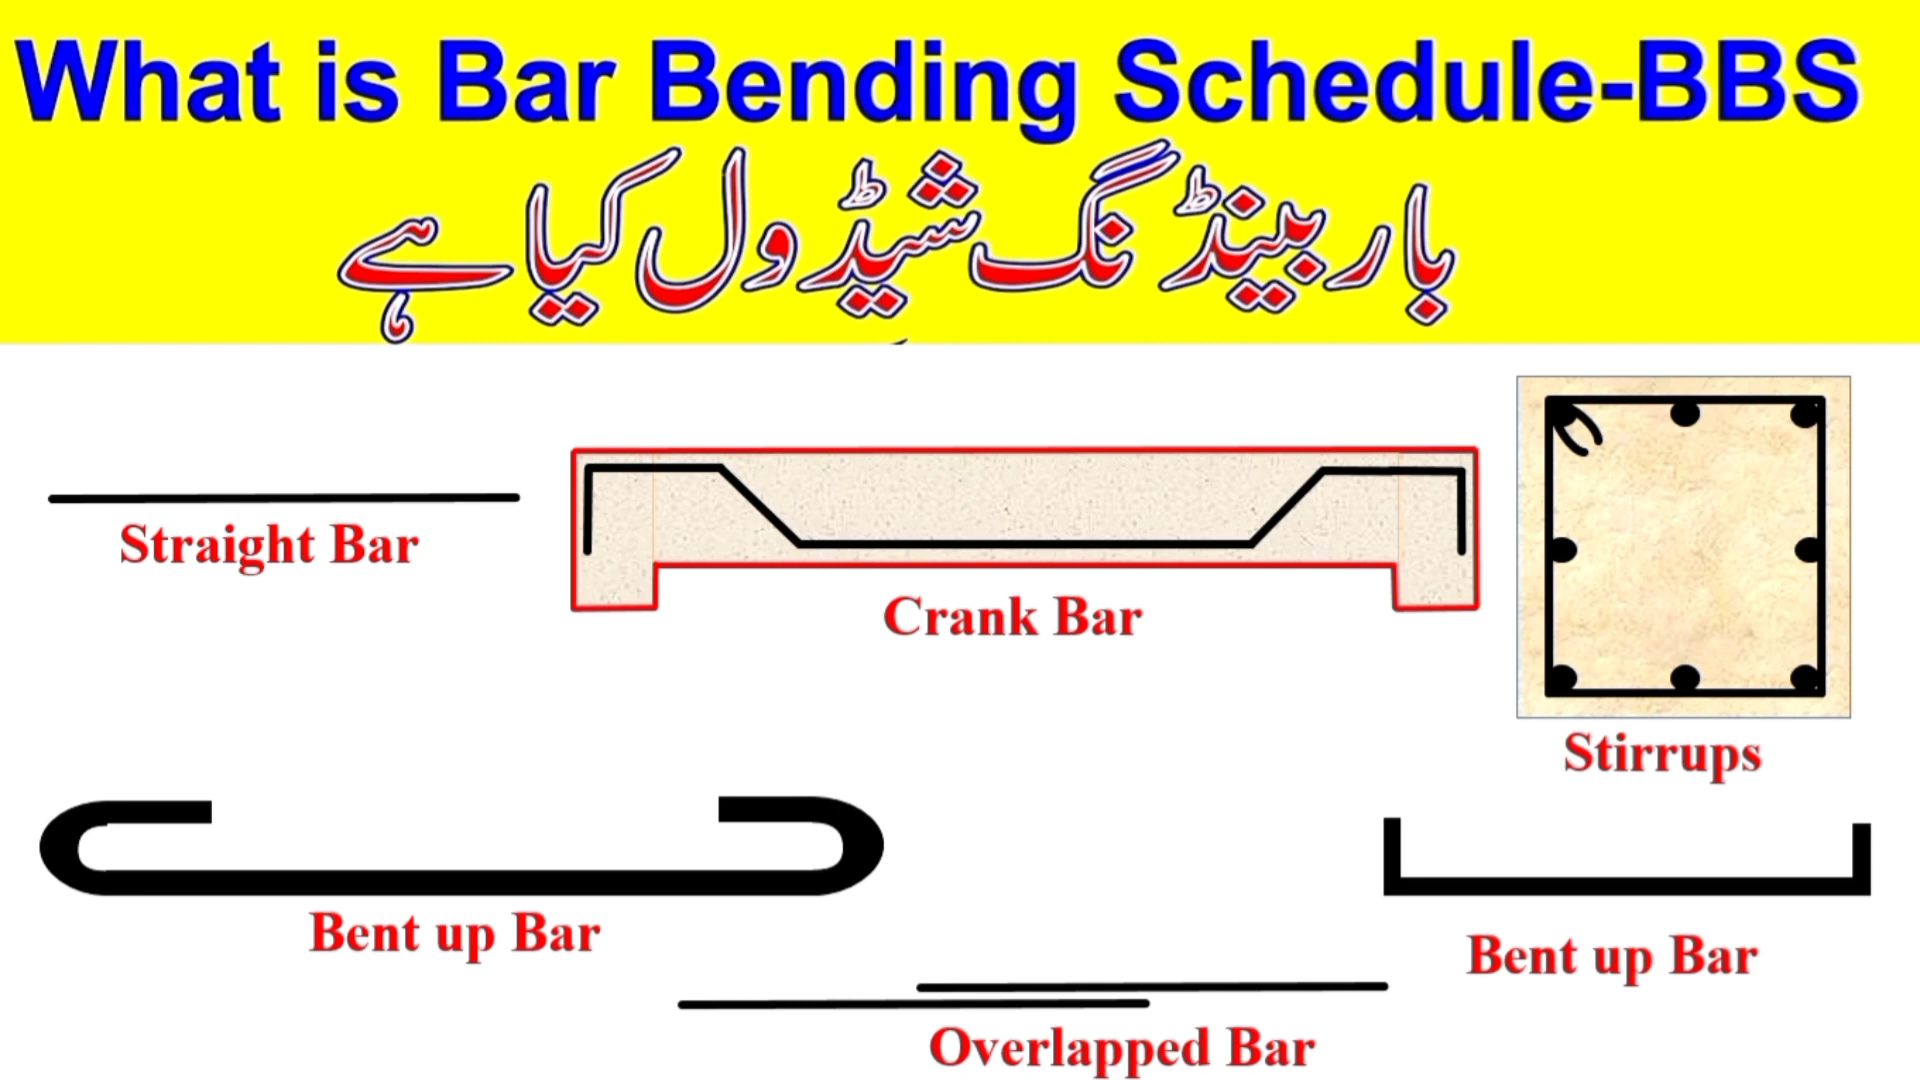 What is Bar Bending Schedule-BBS
بار بینڈنگ شیڈول کیا ہے
Straight Bar
Crank Bar
Stirrups
Bent up Bar
Bent up Bar
Overlapped Bar